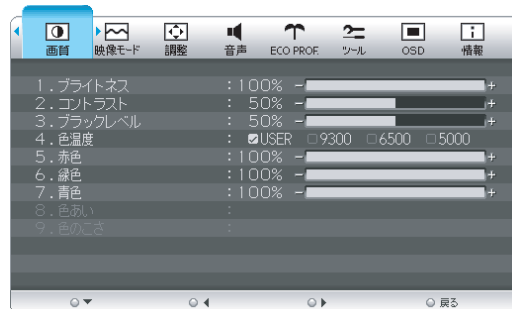 画質 映像モード 調整 音声 ECO PROF. ツール OSD 情報
1.ブライトネス :100% - +
2.コントラスト : 50% - +
3.ブラックレベル : 50% - +
4.色温度 : USER 9300 6500 5000
5.赤色 :100% - +
6.緑色 :100% - +
7.青色 :100% - +
8.色あい :
9.色のこさ :
戻る